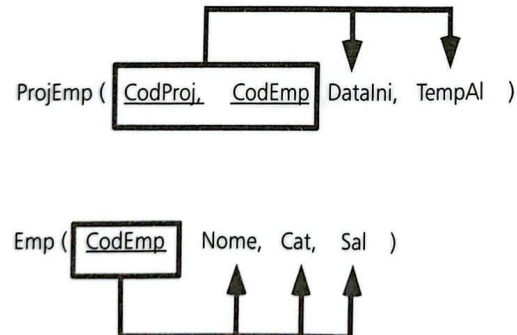 ProjEmp ( CodProj, CodEmp DataIni, TempAl )
Emp ( CodEmp Nome, Cat, Sal )